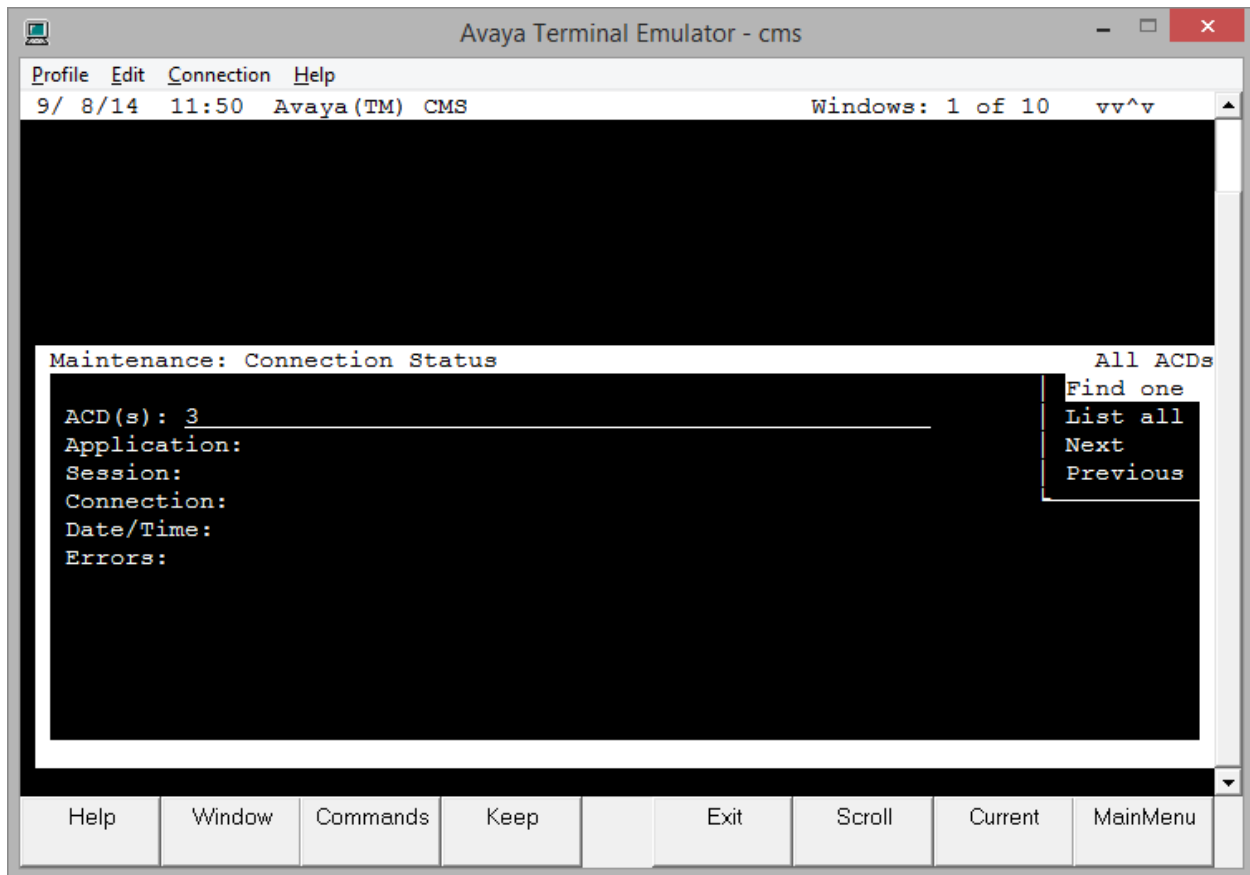 Avaya Terminal Emulator - cms
Profile Edit Connection Help
9/ 8/14 11:50 Avaya(TM) CMS Windows: 1 of 10 vv^v
Maintenance: Connection Status All ACDs
Find one
ACD(s): 3 List all
Application: Next
Session: Previous
Connection:
Date/Time:
Errors:
Help Window Commands Keep Exit Scroll Current MainMenu